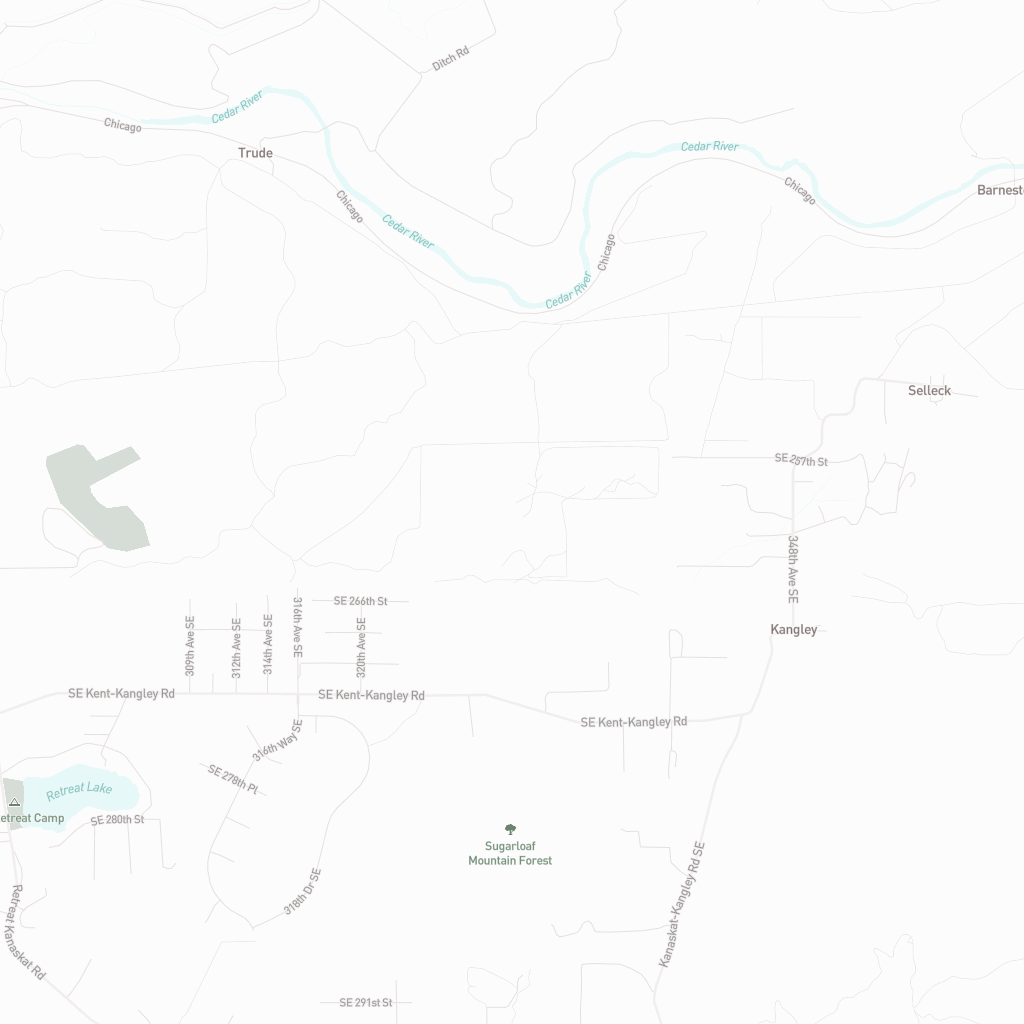 Ditch Rd
Cedar River
Chicago
Trude
Cedar River
Chicago
Barnest
Chicago
Cedar River
Chicago
Cedar River
Selleck
SE 257th St
348th Ave SE
SE 266th St
316th Ave SE
309th Ave SE
312th Ave SE
314th Ave SE
320th Ave SE
Kangley
SE Kent-Kangley Rd
SE Kent-Kangley Rd
SE Kent-Kangley Rd
316th Way SE
SE 278th Pl
Retreat Lake
etreat Camp
SE 280th St
Sugarloaf
Mountain Forest
318th Dr SE
Retreat Kanaskat Rd
Kanaskat-Kangley Rd SE
SE 291st St